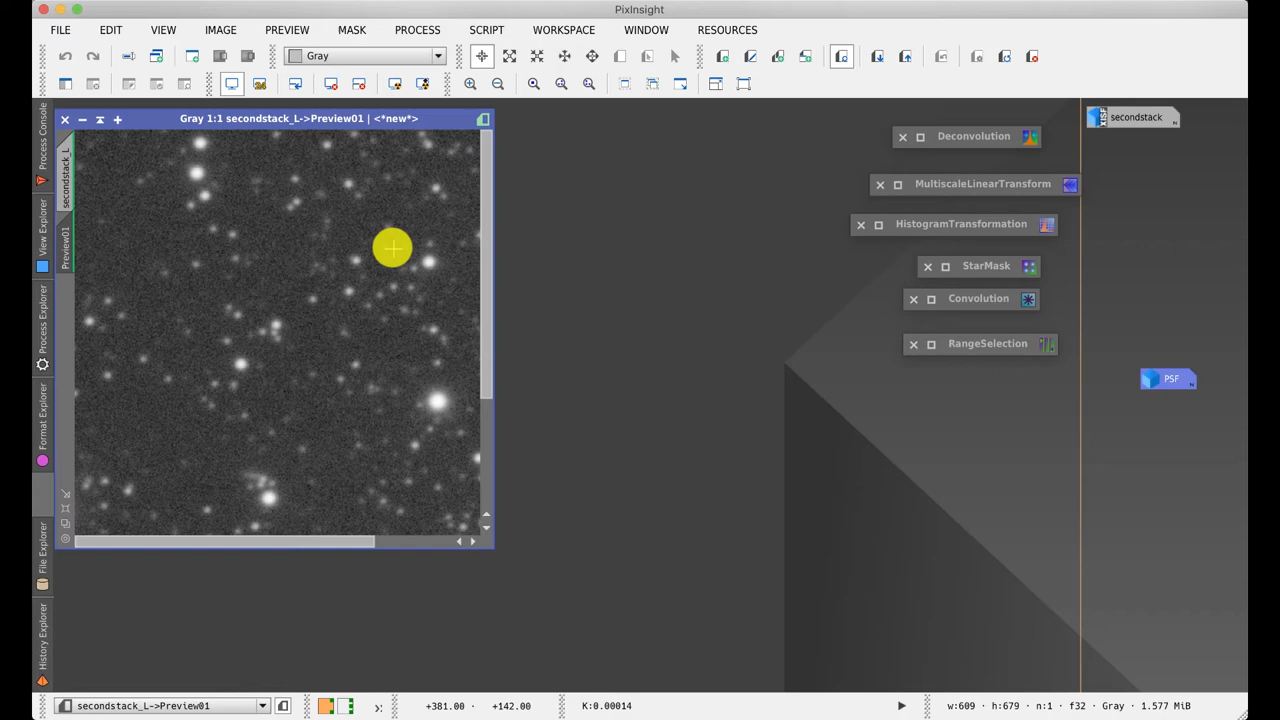 PixInsight
FILE EDIT VIEW IMAGE PREVIEW MASK PROCESS SCRIPT WORKSPACE WINDOW RESOURCES
Gray
Gray 1:1 secondstack_L->Preview01 | <*new*>
secondstack_L
Preview01
Process Console
View Explorer
Process Explorer
Format Explorer
File Explorer
History Explorer
XISF
secondstack
N
Deconvolution
MultiscaleLinearTransform
HistogramTransformation
StarMask
Convolution
RangeSelection
PSF
N
secondstack_L->Preview01
+381.00 +142.00
K:0.00014
w:609 · h:679 · n:1 · f32 · Gray · 1.577 MiB